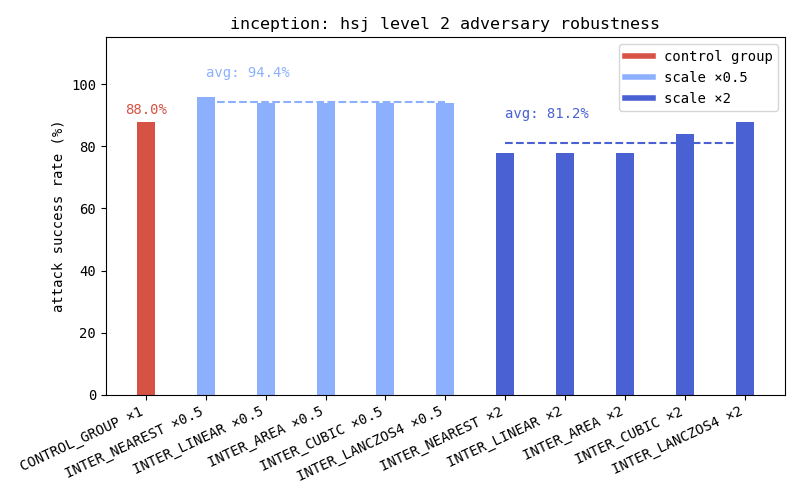 inception: hsj level 2 adversary robustness
control group
scale ×0.5
scale ×2
avg: 94.4%
88.0%
avg: 81.2%
attack success rate (%)
100
80
60
40
20
0
CONTROL_GROUP ×1
INTER_NEAREST ×0.5
INTER_LINEAR ×0.5
INTER_AREA ×0.5
INTER_CUBIC ×0.5
INTER_LANCZOS4 ×0.5
INTER_NEAREST ×2
INTER_LINEAR ×2
INTER_AREA ×2
INTER_CUBIC ×2
INTER_LANCZOS4 ×2